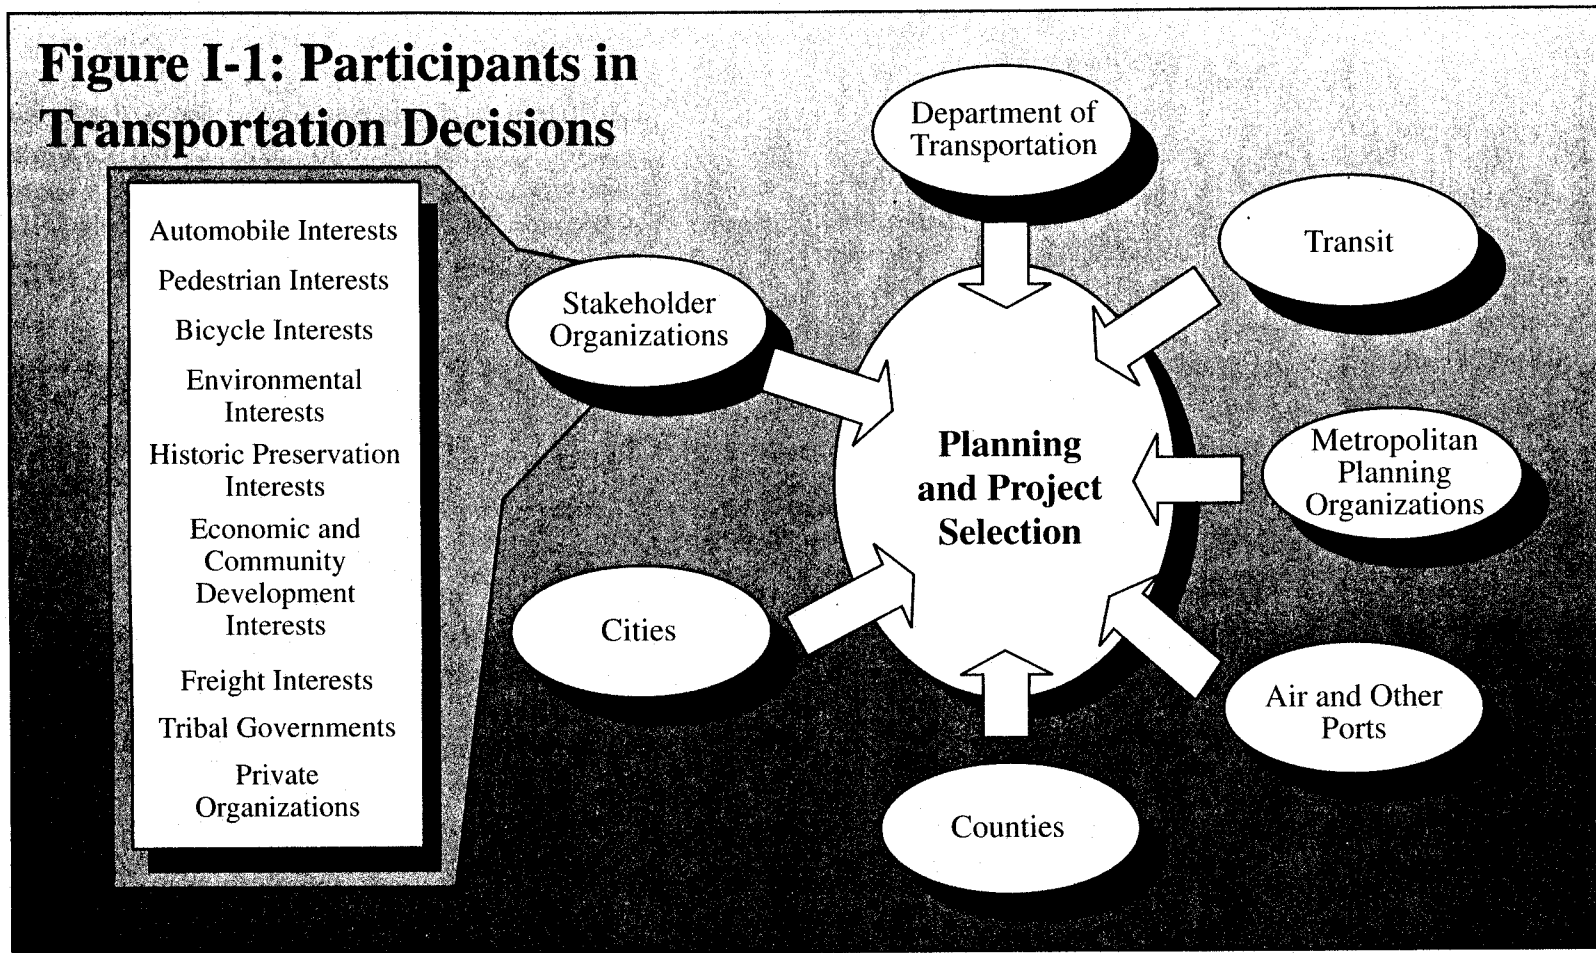 Figure I-1: Participants in
Transportation Decisions
Automobile Interests
Pedestrian Interests
Bicycle Interests
Environmental
Interests
Historic Preservation
Interests
Economic and
Community
Development
Interests
Freight Interests
Tribal Governments
Private
Organizations
Stakeholder
Organizations
Department of
Transportation
Transit
Metropolitan
Planning
Organizations
Air and Other
Ports
Counties
Cities
Planning
and Project
Selection